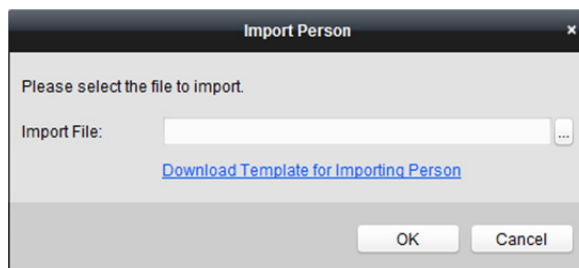 Import Person
×
Please select the file to import.
Import File:
...
Download Template for Importing Person
OK Cancel